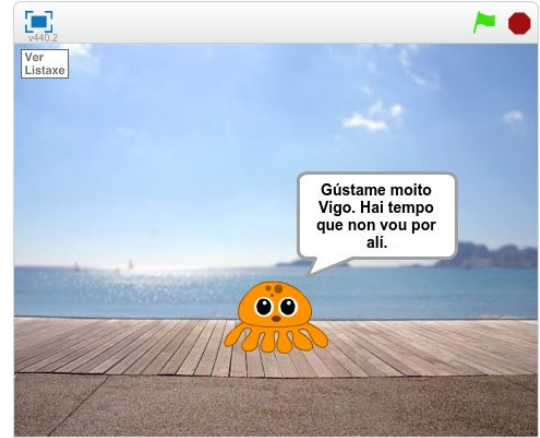 v440.2
Ver
Listaxe
Gústame moito
Vigo. Hai tempo
que non vou por
alí.